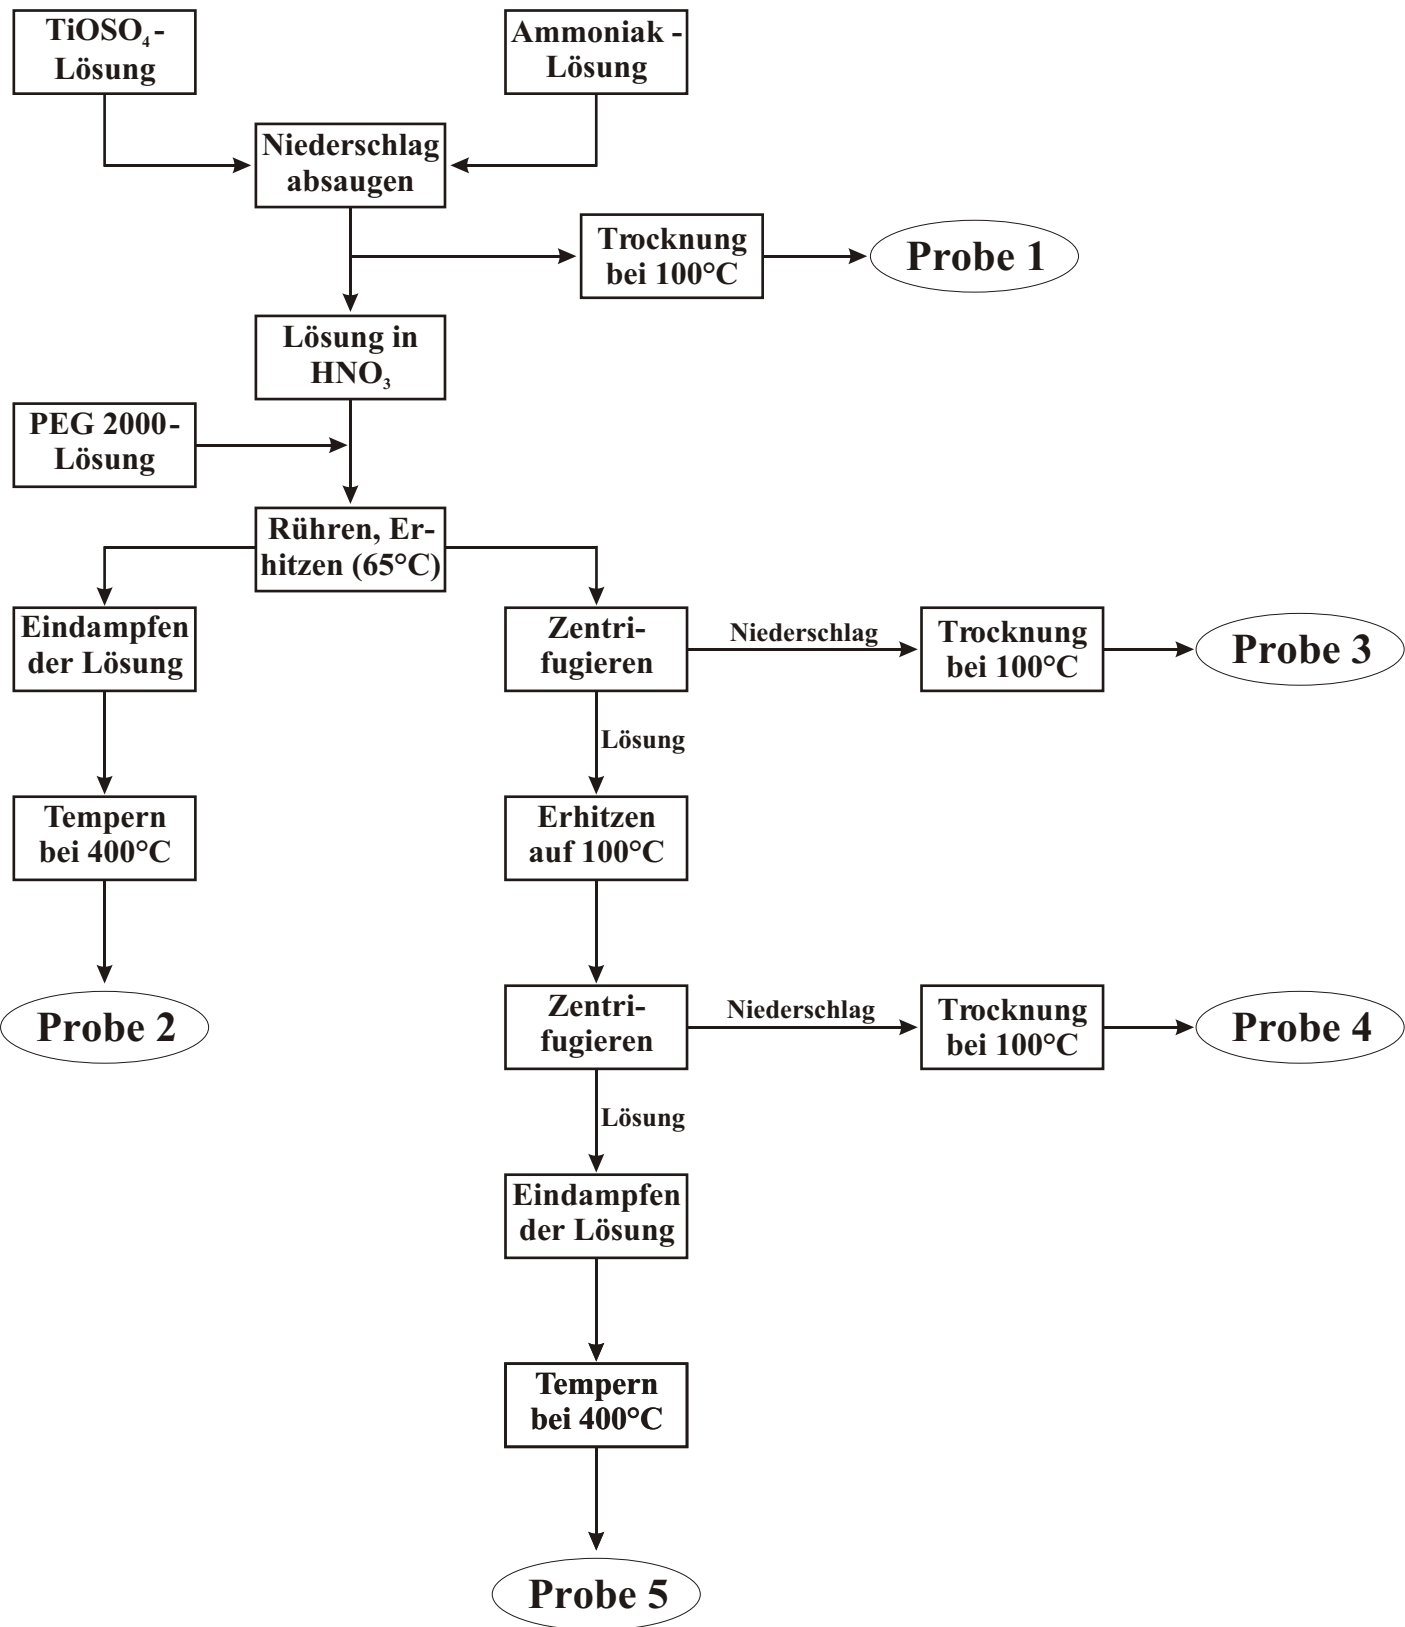 TiOSO₄-
Lösung
Ammoniak -
Lösung
Niederschlag
absaugen
Trocknung
bei 100°C
Probe 1
Lösung in
HNO₃
PEG 2000-
Lösung
Rühren, Er-
hitzen (65°C)
Eindampfen
der Lösung
Zentri-
fugieren
Niederschlag
Trocknung
bei 100°C
Probe 3
Lösung
Tempern
bei 400°C
Erhitzen
auf 100°C
Probe 2
Zentri-
fugieren
Niederschlag
Trocknung
bei 100°C
Probe 4
Lösung
Eindampfen
der Lösung
Tempern
bei 400°C
Probe 5